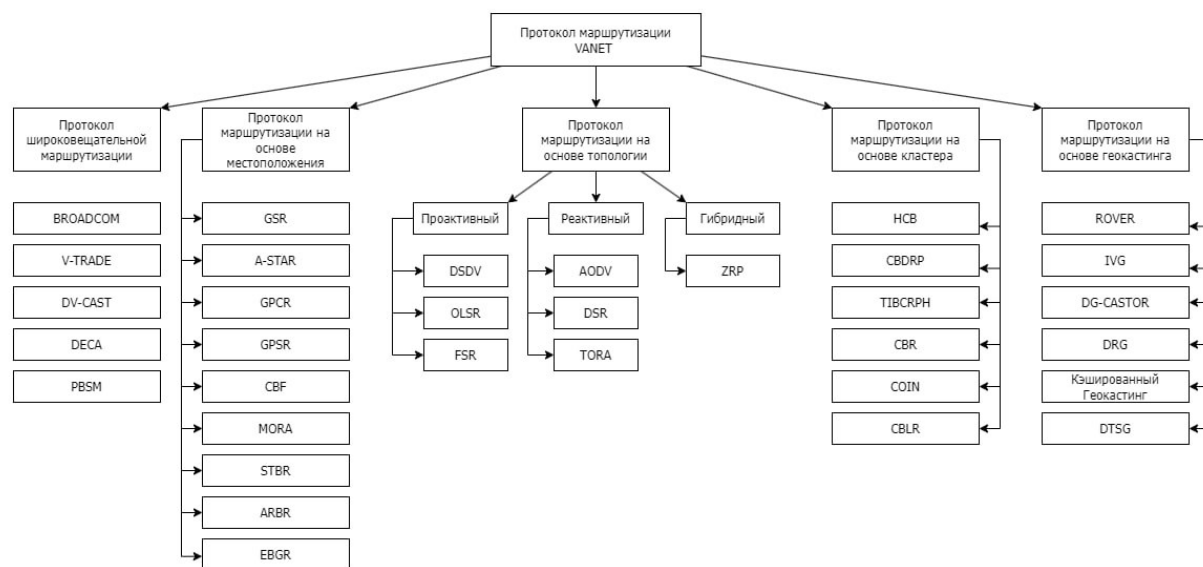 Протокол маршрутизации
VANET
Протокол
широковещательной
маршрутизации
Протокол
маршрутизации на
основе
местоположения
Протокол
маршрутизации на
основе топологии
Протокол
маршрутизации на
основе кластера
Протокол
маршрутизации на
основе геокастинга
BROADCOM
V-TRADE
DV-CAST
DECA
PBSM
GSR
A-STAR
GPCR
GPSR
CBF
MORA
STBR
ARBR
EBGR
Проактивный
DSDV
OLSR
FSR
Реактивный
AODV
DSR
TORA
Гибридный
ZRP
HCB
CBDRP
TIBCRPH
CBR
COIN
CBLR
ROVER
IVG
DG-CASTOR
DRG
Кэшированный
Геокастинг
DTSG